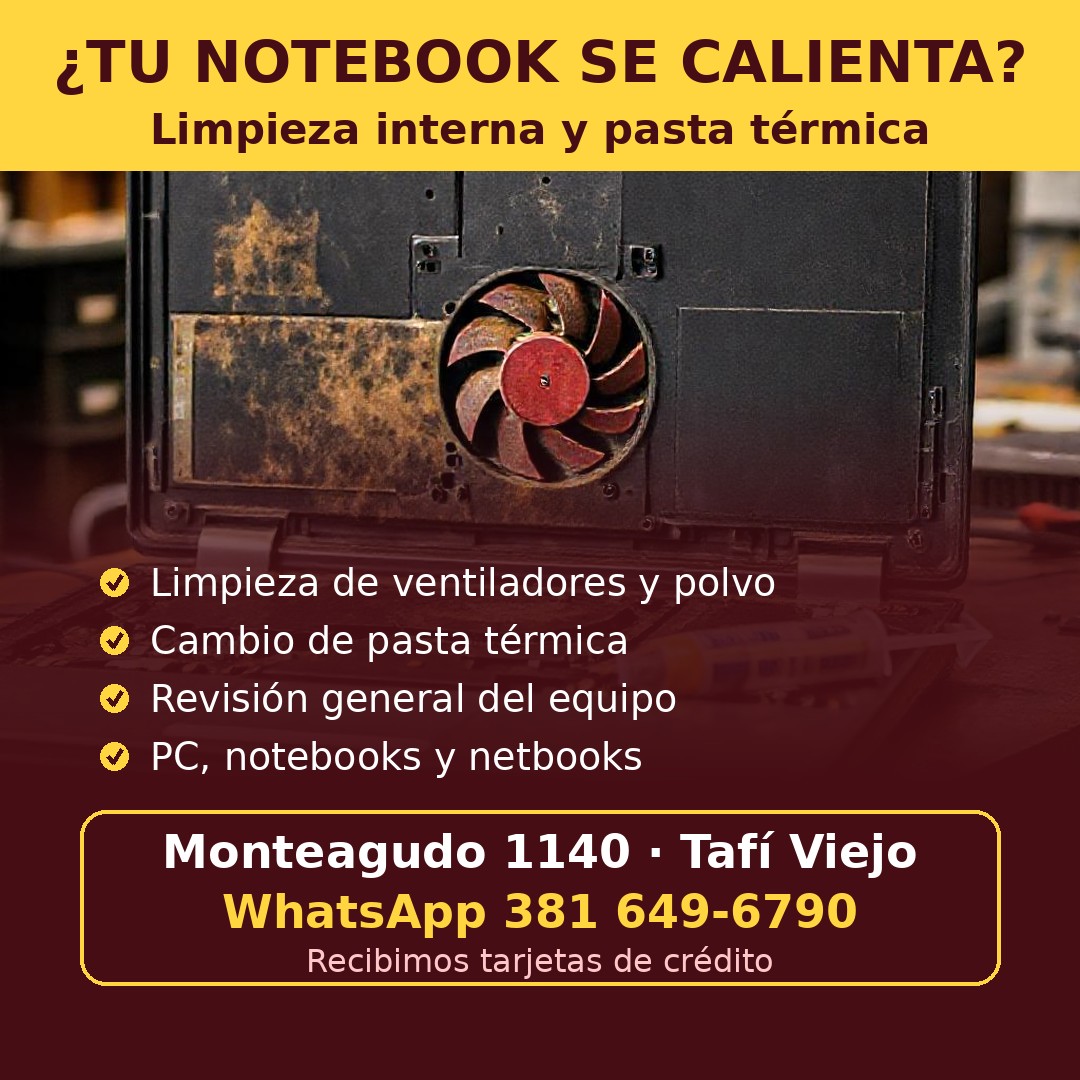 ¿TU NOTEBOOK SE CALIENTA?
Limpieza interna y pasta térmica
Limpieza de ventiladores y polvo
Cambio de pasta térmica
Revisión general del equipo
PC, notebooks y netbooks
Monteagudo 1140 · Tafí Viejo
WhatsApp 381 649-6790
Recibimos tarjetas de crédito